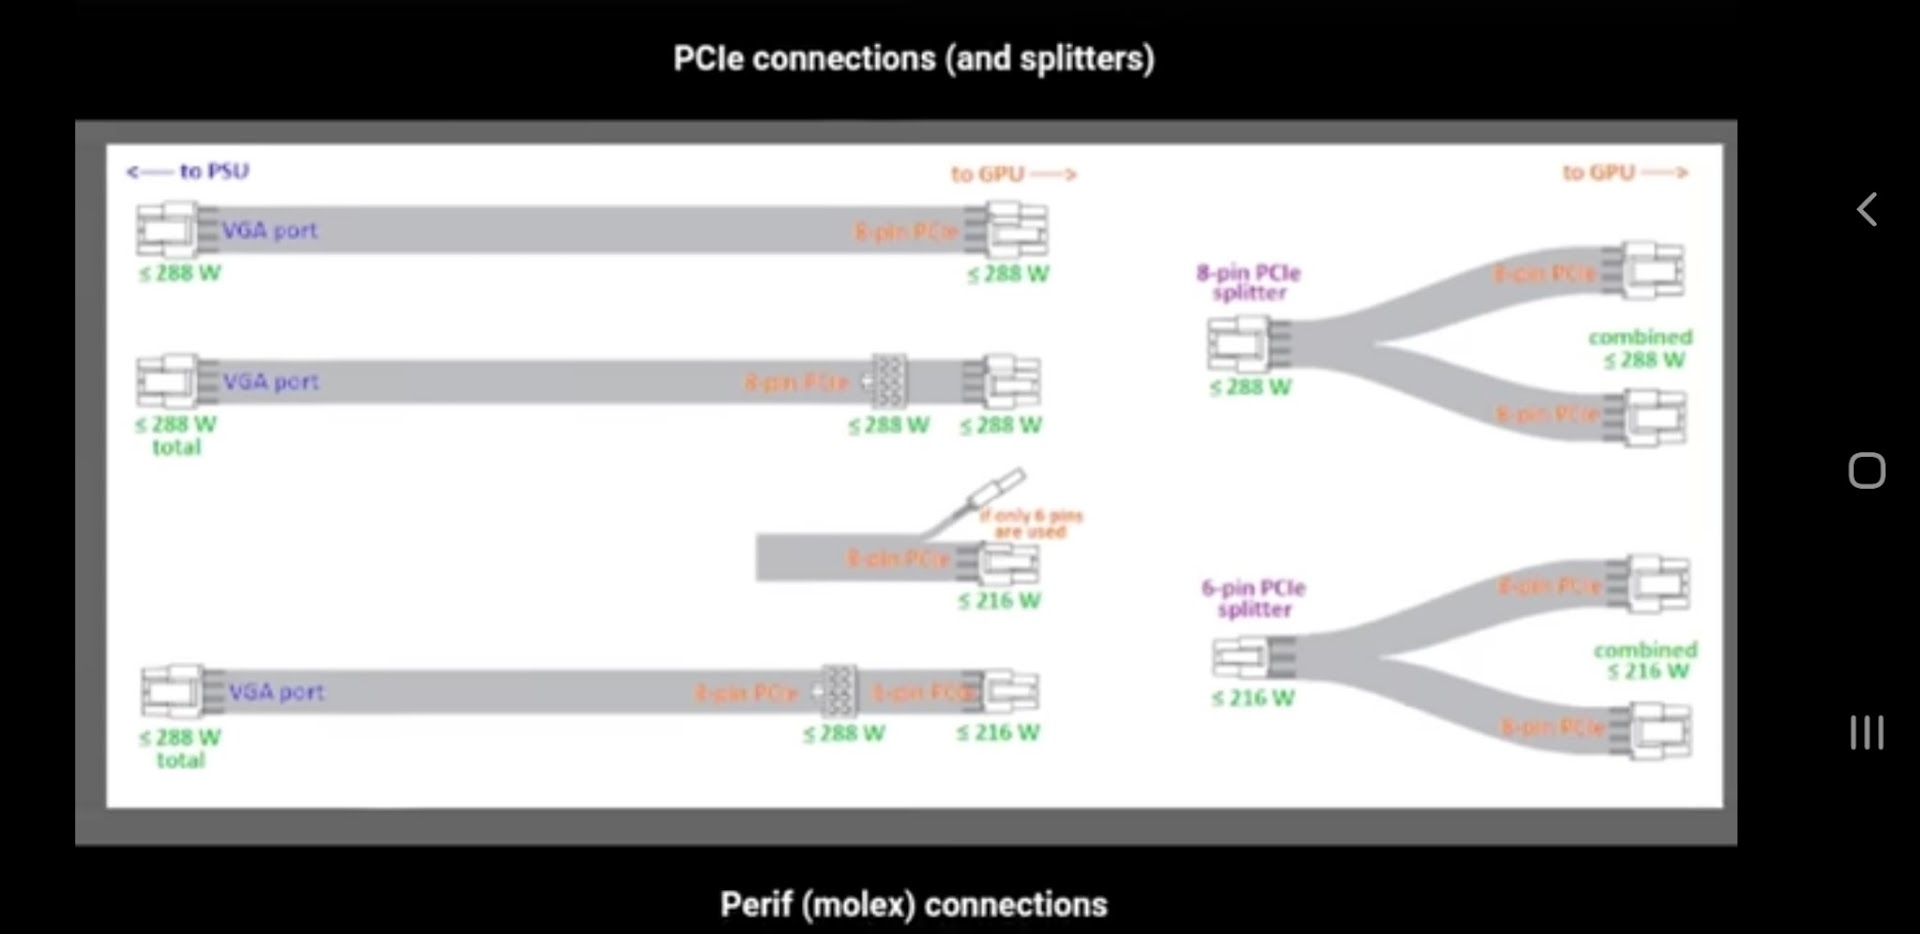 PCIe connections (and splitters)
<—— to PSU
to GPU ——>
to GPU ——>
VGA port
8-pin PCIe
≤ 288 W
≤ 288 W
8-pin PCIe
splitter
8-pin PCIe
combined
≤ 288 W
≤ 288 W
8-pin PCIe
VGA port
8-pin PCIe
≤ 288 W
total
≤ 288 W
≤ 288 W
if only 6 pins
are used
8-pin PCIe
≤ 216 W
6-pin PCIe
splitter
8-pin PCIe
combined
≤ 216 W
≤ 216 W
8-pin PCIe
VGA port
8-pin PCIe
6-pin PCIe
≤ 288 W
total
≤ 288 W
≤ 216 W
Perif (molex) connections